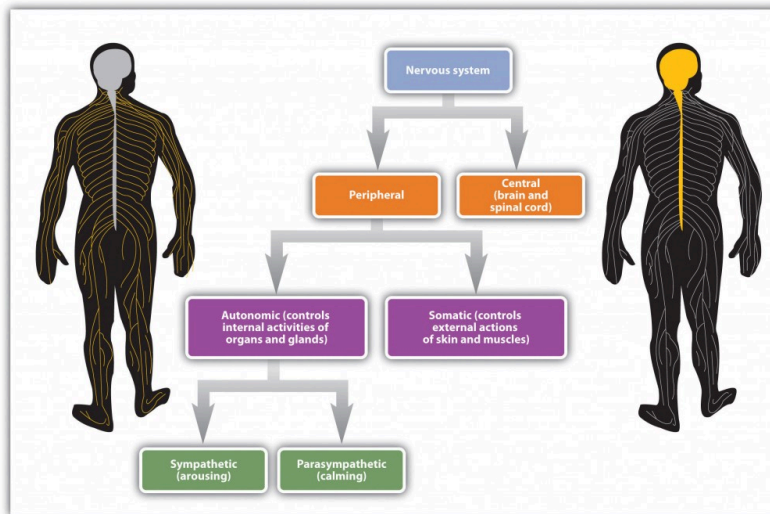 Nervous system
Peripheral
Central
(brain and
spinal cord)
Autonomic (controls
internal activities of
organs and glands)
Somatic (controls
external actions
of skin and muscles)
Sympathetic
(arousing)
Parasympathetic
(calming)